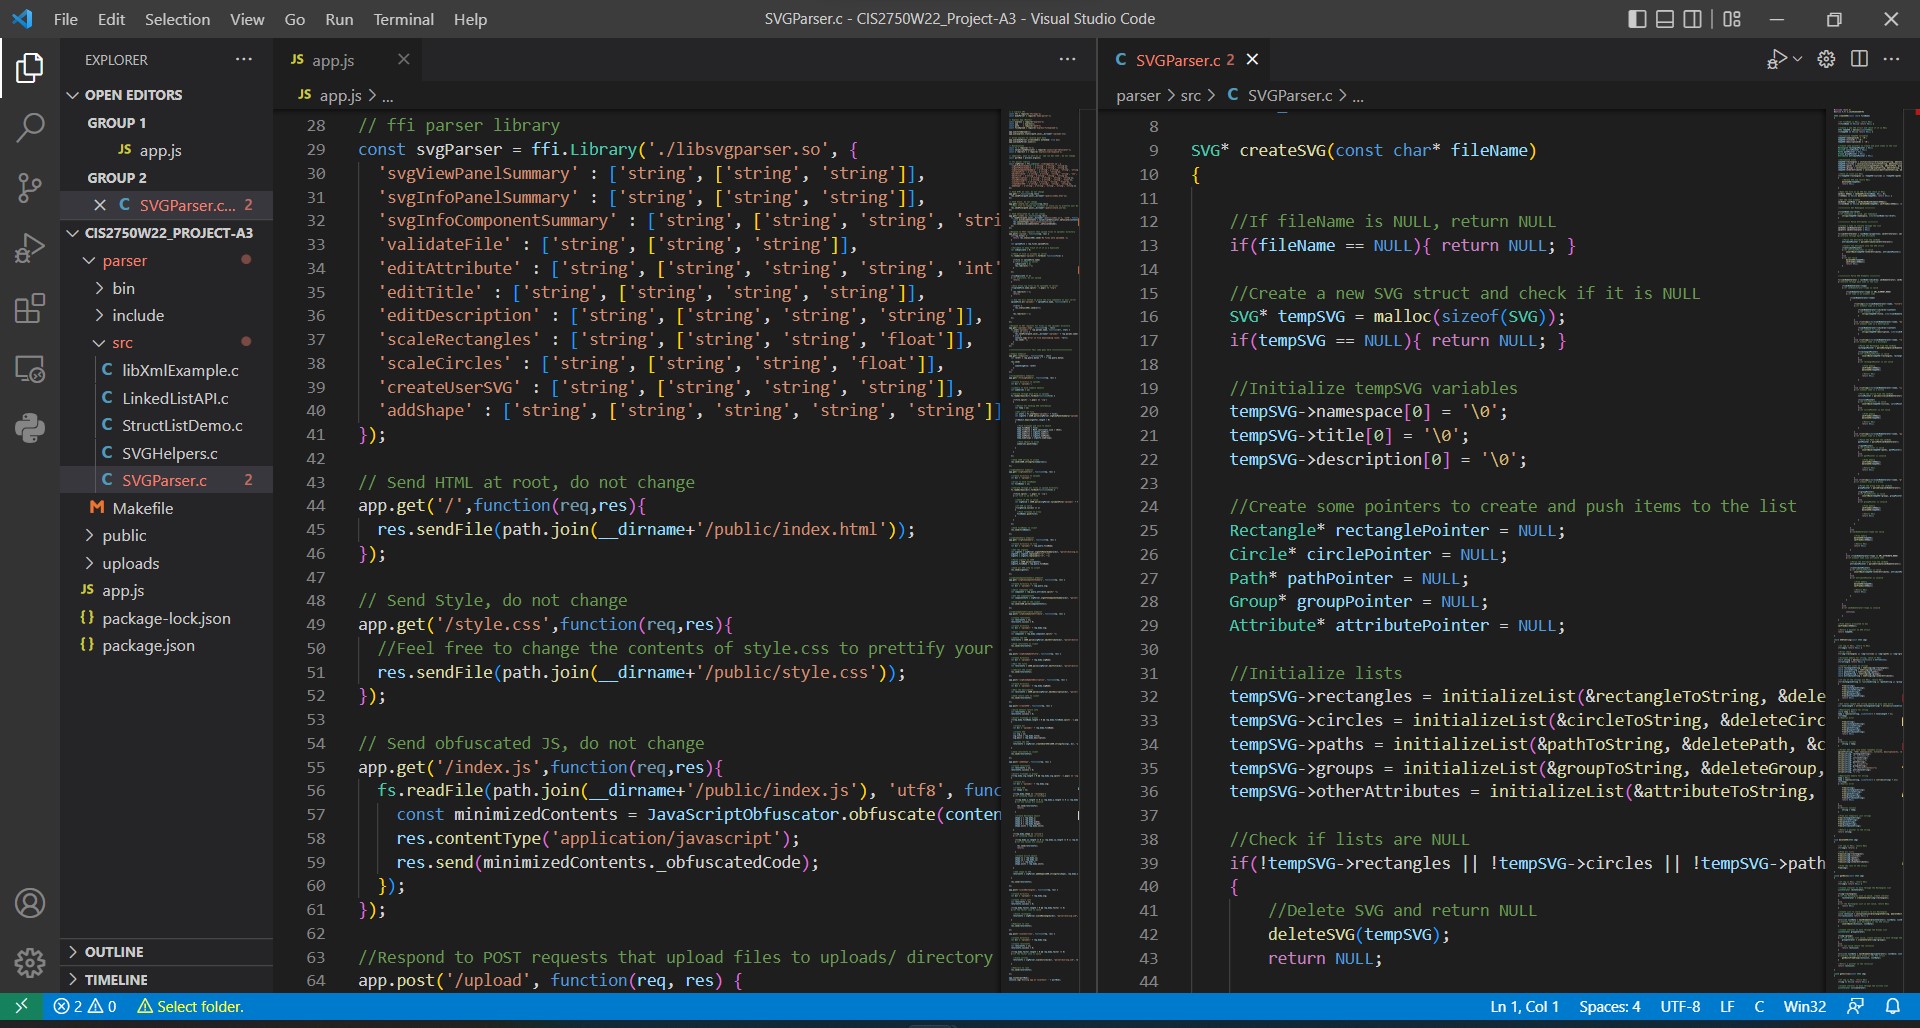 File Edit Selection View Go Run Terminal Help
SVGParser.c - CIS2750W22_Project-A3 - Visual Studio Code
EXPLORER ...
OPEN EDITORS
GROUP 1
JS app.js
GROUP 2
C SVGParser.c... 2
CIS2750W22_PROJECT-A3
parser
bin
include
src
C libXmlExample.c
C LinkedListAPI.c
C StructListDemo.c
C SVGHelpers.c
C SVGParser.c 2
M Makefile
public
uploads
JS app.js
{} package-lock.json
{} package.json
OUTLINE
TIMELINE
JS app.js
JS app.js > ...
28 // ffi parser library
29 const svgParser = ffi.Library('./libsvgparser.so', {
30 'svgViewPanelSummary' : ['string', ['string', 'string']],
31 'svgInfoPanelSummary' : ['string', ['string', 'string']],
32 'svgInfoComponentSummary' : ['string', ['string', 'string', 'stri
33 'validateFile' : ['string', ['string', 'string']],
34 'editAttribute' : ['string', ['string', 'string', 'string', 'int'
35 'editTitle' : ['string', ['string', 'string', 'string']],
36 'editDescription' : ['string', ['string', 'string', 'string']],
37 'scaleRectangles' : ['string', ['string', 'string', 'float']],
38 'scaleCircles' : ['string', ['string', 'string', 'float']],
39 'createUserSVG' : ['string', ['string', 'string', 'string']],
40 'addShape' : ['string', ['string', 'string', 'string', 'string']]
41 });
42
43 // Send HTML at root, do not change
44 app.get('/',function(req,res){
45 res.sendFile(path.join(__dirname+'/public/index.html'));
46 });
47
48 // Send Style, do not change
49 app.get('/style.css',function(req,res){
50 //Feel free to change the contents of style.css to prettify your
51 res.sendFile(path.join(__dirname+'/public/style.css'));
52 });
53
54 // Send obfuscated JS, do not change
55 app.get('/index.js',function(req,res){
56 fs.readFile(path.join(__dirname+'/public/index.js'), 'utf8', func
57 const minimizedContents = JavaScriptObfuscator.obfuscate(conten
58 res.contentType('application/javascript');
59 res.send(minimizedContents._obfuscatedCode);
60 });
61 });
62
63 //Respond to POST requests that upload files to uploads/ directory
64 app.post('/upload', function(req, res) {
C SVGParser.c 2
parser > src > C SVGParser.c > ...
8
9 SVG* createSVG(const char* fileName)
10 {
11
12 //If fileName is NULL, return NULL
13 if(fileName == NULL){ return NULL; }
14
15 //Create a new SVG struct and check if it is NULL
16 SVG* tempSVG = malloc(sizeof(SVG));
17 if(tempSVG == NULL){ return NULL; }
18
19 //Initialize tempSVG variables
20 tempSVG->namespace[0] = '\0';
21 tempSVG->title[0] = '\0';
22 tempSVG->description[0] = '\0';
23
24 //Create some pointers to create and push items to the list
25 Rectangle* rectanglePointer = NULL;
26 Circle* circlePointer = NULL;
27 Path* pathPointer = NULL;
28 Group* groupPointer = NULL;
29 Attribute* attributePointer = NULL;
30
31 //Initialize lists
32 tempSVG->rectangles = initializeList(&rectangleToString, &dele
33 tempSVG->circles = initializeList(&circleToString, &deleteCirc
34 tempSVG->paths = initializeList(&pathToString, &deletePath, &c
35 tempSVG->groups = initializeList(&groupToString, &deleteGroup,
36 tempSVG->otherAttributes = initializeList(&attributeToString,
37
38 //Check if lists are NULL
39 if(!tempSVG->rectangles || !tempSVG->circles || !tempSVG->path
40 {
41 //Delete SVG and return NULL
42 deleteSVG(tempSVG);
43 return NULL;
44
2 0 Select folder.
Ln 1, Col 1 Spaces: 4 UTF-8 LF C Win32